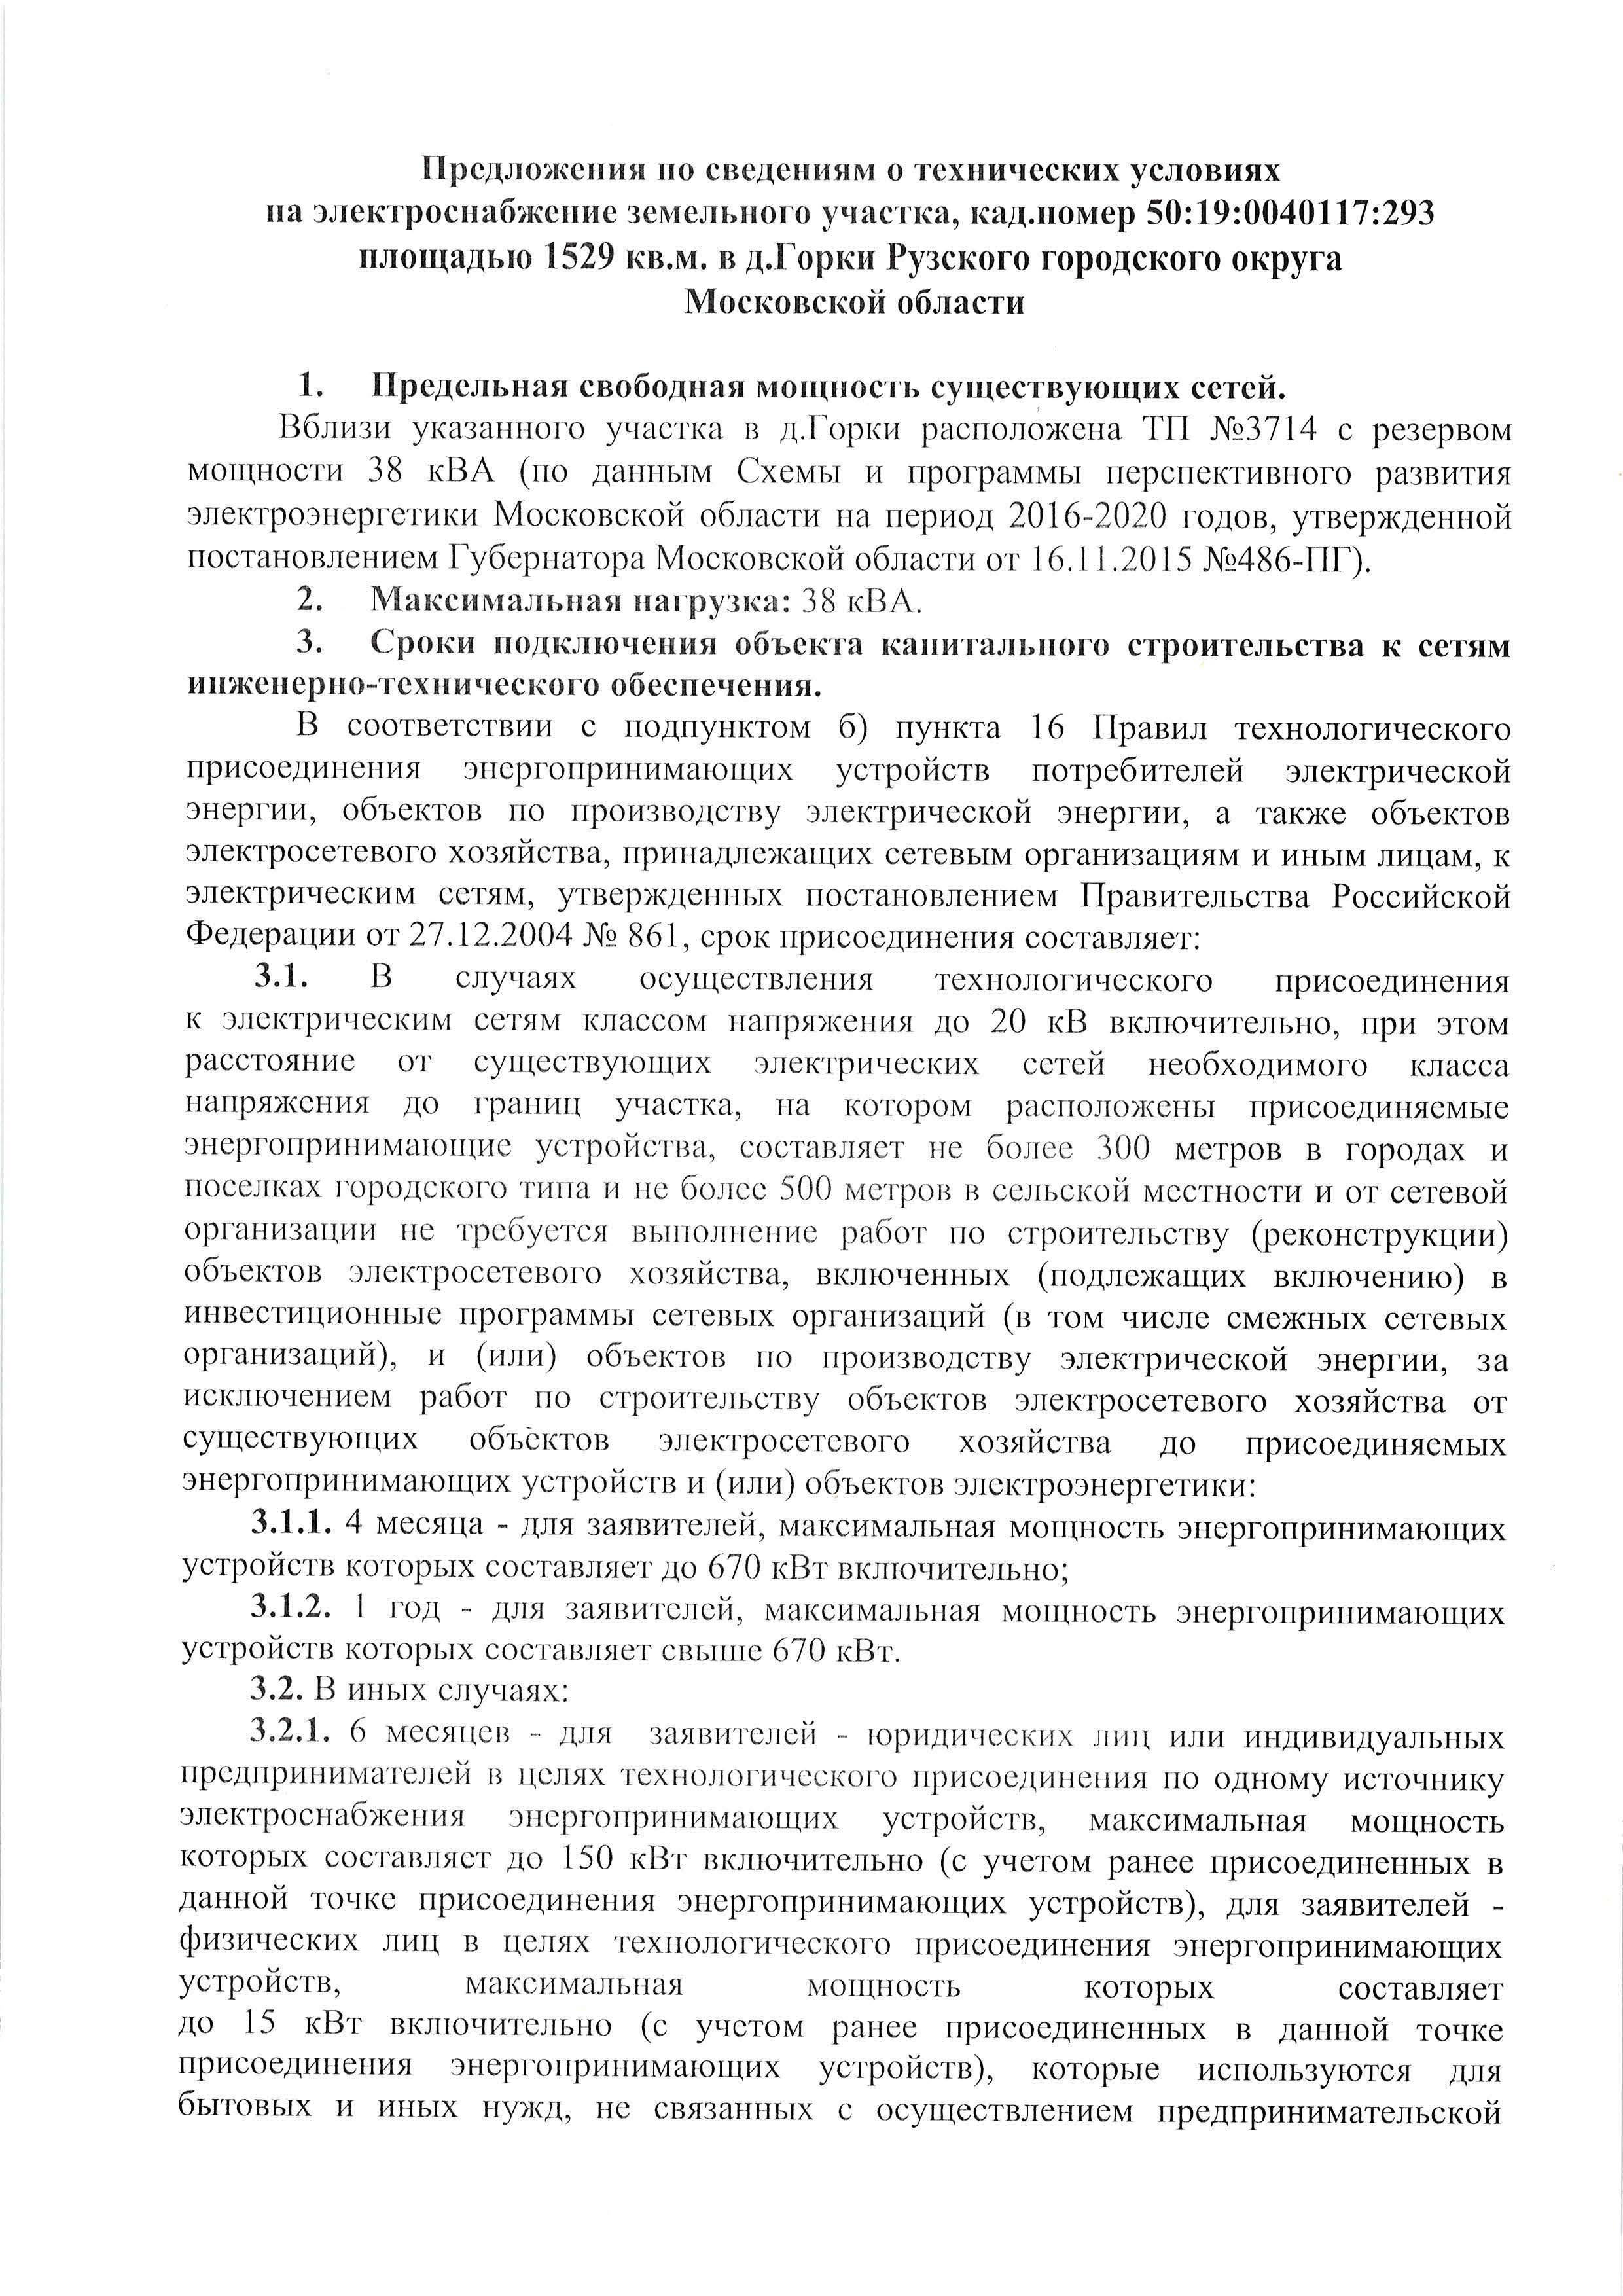 Предложения по сведениям о технических условиях
на электроснабжение земельного участка, кад.номер 50:19:0040117:293
площадью 1529 кв.м. в д.Горки Рузского городского округа
Московской области
1. Предельная свободная мощность существующих сетей.
Вблизи указанного участка в д.Горки расположена ТП №3714 с резервом
мощности 38 кВА (по данным Схемы и программы перспективного развития
электроэнергетики Московской области на период 2016-2020 годов, утвержденной
постановлением Губернатора Московской области от 16.11.2015 №486-ПГ).
2. Максимальная нагрузка: 38 кВА.
3. Сроки подключения объекта капитального строительства к сетям
инженерно-технического обеспечения.
В соответствии с подпунктом б) пункта 16 Правил технологического
присоединения энергопринимающих устройств потребителей электрической
энергии, объектов по производству электрической энергии, а также объектов
электросетевого хозяйства, принадлежащих сетевым организациям и иным лицам, к
электрическим сетям, утвержденных постановлением Правительства Российской
Федерации от 27.12.2004 № 861, срок присоединения составляет:
3.1. В случаях осуществления технологического присоединения
к электрическим сетям классом напряжения до 20 кВ включительно, при этом
расстояние от существующих электрических сетей необходимого класса
напряжения до границ участка, на котором расположены присоединяемые
энергопринимающие устройства, составляет не более 300 метров в городах и
поселках городского типа и не более 500 метров в сельской местности и от сетевой
организации не требуется выполнение работ по строительству (реконструкции)
объектов электросетевого хозяйства, включенных (подлежащих включению) в
инвестиционные программы сетевых организаций (в том числе смежных сетевых
организаций), и (или) объектов по производству электрической энергии, за
исключением работ по строительству объектов электросетевого хозяйства от
существующих объектов электросетевого хозяйства до присоединяемых
энергопринимающих устройств и (или) объектов электроэнергетики:
3.1.1. 4 месяца - для заявителей, максимальная мощность энергопринимающих
устройств которых составляет до 670 кВт включительно;
3.1.2. 1 год - для заявителей, максимальная мощность энергопринимающих
устройств которых составляет свыше 670 кВт.
3.2. В иных случаях:
3.2.1. 6 месяцев - для заявителей - юридических лиц или индивидуальных
предпринимателей в целях технологического присоединения по одному источнику
электроснабжения энергопринимающих устройств, максимальная мощность
которых составляет до 150 кВт включительно (с учетом ранее присоединенных в
данной точке присоединения энергопринимающих устройств), для заявителей -
физических лиц в целях технологического присоединения энергопринимающих
устройств, максимальная мощность которых составляет
до 15 кВт включительно (с учетом ранее присоединенных в данной точке
присоединения энергопринимающих устройств), которые используются для
бытовых и иных нужд, не связанных с осуществлением предпринимательской